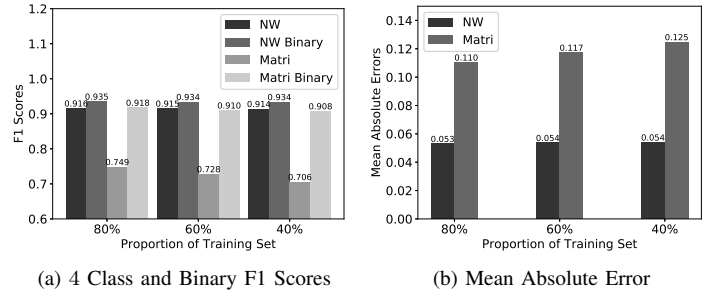 1.2
1.1
1.0
0.9
0.8
0.7
0.6
F1 Scores
NW
NW Binary
Matri
Matri Binary
0.916 0.935 0.749 0.918
0.915 0.934 0.728 0.910
0.914 0.934 0.706 0.908
80% 60% 40%
Proportion of Training Set
(a) 4 Class and Binary F1 Scores
0.14
0.12
0.10
0.08
0.06
0.04
0.02
0.00
Mean Absolute Errors
NW
Matri
0.053 0.110
0.054 0.117
0.054 0.125
80% 60% 40%
Proportion of Training Set
(b) Mean Absolute Error